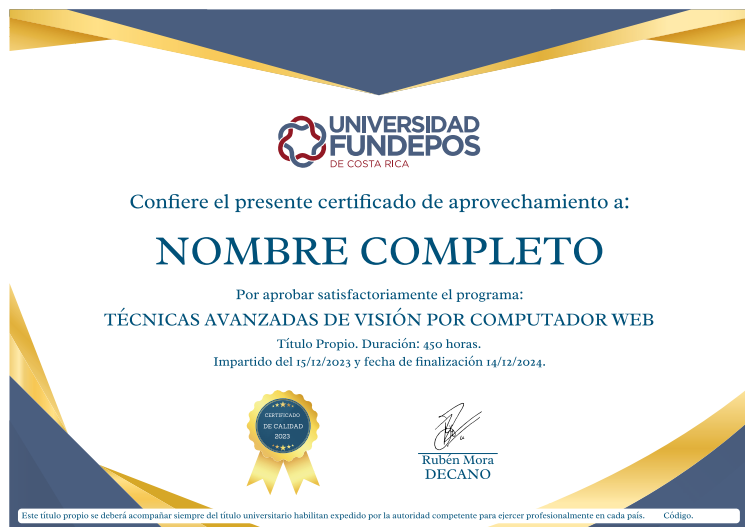 UNIVERSIDAD
FUNDEPOS
DE COSTA RICA
Confiere el presente certificado de aprovechamiento a:
NOMBRE COMPLETO
Por aprobar satisfactoriamente el programa:
TÉCNICAS AVANZADAS DE VISIÓN POR COMPUTADOR WEB
Título Propio. Duración: 450 horas.
Impartido del 15/12/2023 y fecha de finalización 14/12/2024.
CERTIFICADO
DE CALIDAD
2023
Rubén Mora
DECANO
Este titulo propio se deberá acompañar siempre del título universitario habilitan expedido por la autoridad competente para ejercer profesionalmente en cada país. Código.